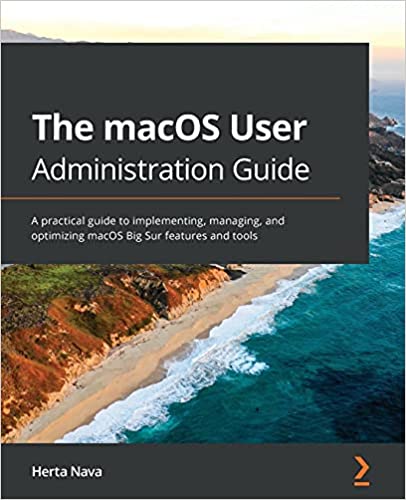 The macOS User
Administration Guide
A practical guide to implementing, managing, and
optimizing macOS Big Sur features and tools
Herta Nava